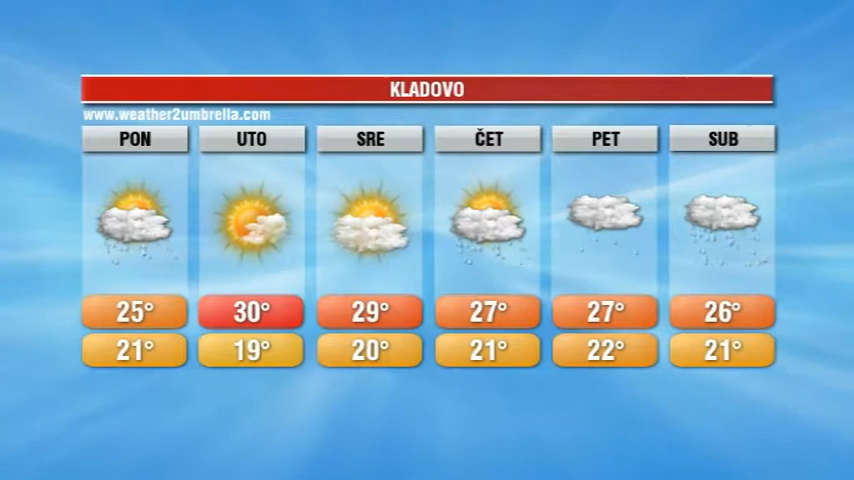 KLADOVO
www.weather2umbrella.com
PON UTO SRE ČET PET SUB
25° 30° 29° 27° 27° 26°
21° 19° 20° 21° 22° 21°